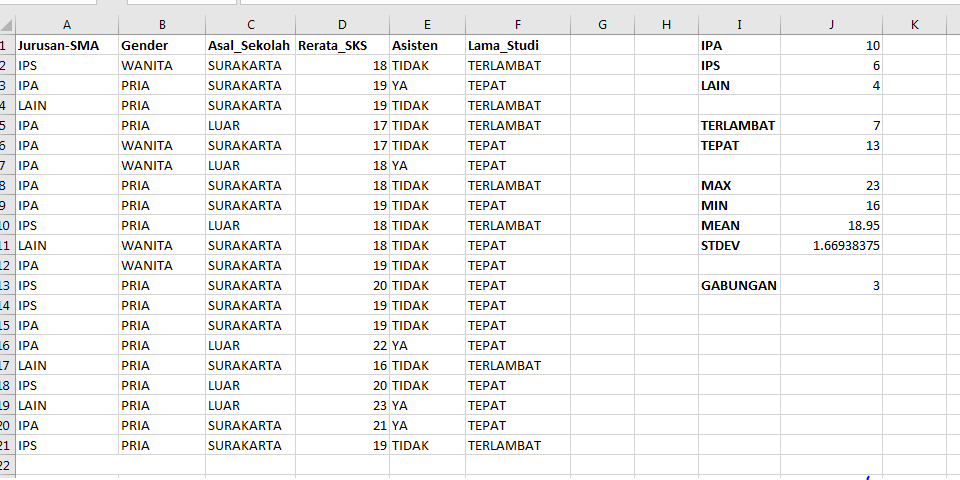 A B C D E F G H I J K
1 Jurusan-SMA Gender Asal_Sekolah Rerata_SKS Asisten Lama_Studi IPA 10
2 IPS WANITA SURAKARTA 18 TIDAK TERLAMBAT IPS 6
3 IPA PRIA SURAKARTA 19 YA TEPAT LAIN 4
4 LAIN PRIA SURAKARTA 19 TIDAK TERLAMBAT
5 IPA PRIA LUAR 17 TIDAK TERLAMBAT TERLAMBAT 7
6 IPA WANITA SURAKARTA 17 TIDAK TEPAT TEPAT 13
7 IPA WANITA LUAR 18 YA TEPAT
8 IPA PRIA SURAKARTA 18 TIDAK TERLAMBAT MAX 23
9 IPA PRIA SURAKARTA 19 TIDAK TEPAT MIN 16
10 IPS PRIA LUAR 18 TIDAK TERLAMBAT MEAN 18.95
11 LAIN WANITA SURAKARTA 18 TIDAK TEPAT STDEV 1.66938375
12 IPA WANITA SURAKARTA 19 TIDAK TEPAT
13 IPS PRIA SURAKARTA 20 TIDAK TEPAT GABUNGAN 3
14 IPS PRIA SURAKARTA 19 TIDAK TEPAT
15 IPA PRIA SURAKARTA 19 TIDAK TEPAT
16 IPA PRIA LUAR 22 YA TEPAT
17 LAIN PRIA SURAKARTA 16 TIDAK TERLAMBAT
18 IPS PRIA LUAR 20 TIDAK TEPAT
19 LAIN PRIA LUAR 23 YA TEPAT
20 IPA PRIA SURAKARTA 21 YA TEPAT
21 IPS PRIA SURAKARTA 19 TIDAK TERLAMBAT
22